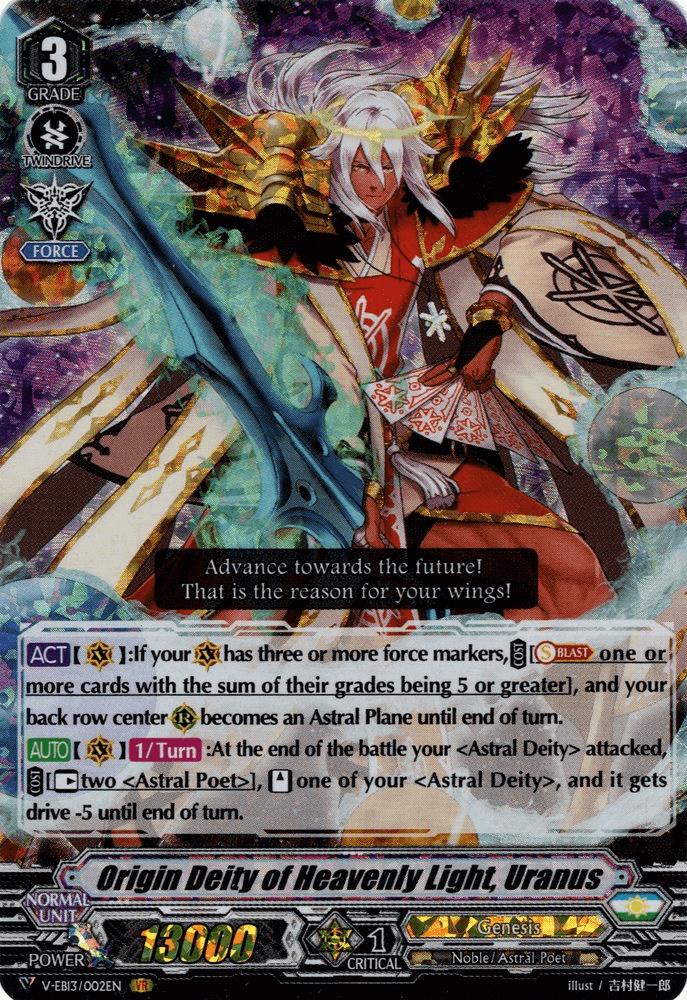 3
GRADE
TWINDRIVE
FORCE
Advance towards the future!
That is the reason for your wings!
ACT【 】:If your has three or more force markers, COST [S BLAST one or
more cards with the sum of their grades being 5 or greater], and your
back row center R becomes an Astral Plane until end of turn.
AUTO【 】1/Turn :At the end of the battle your <Astral Deity> attacked,
COST [ two <Astral Poet>], one of your <Astral Deity>, and it gets
drive -5 until end of turn.
Origin Deity of Heavenly Light, Uranus
NORMAL
UNIT
POWER 13000 1 CRITICAL
Genesis
Noble/Astral Poet
V-EB13/002EN VR illust / 吉村健一郎